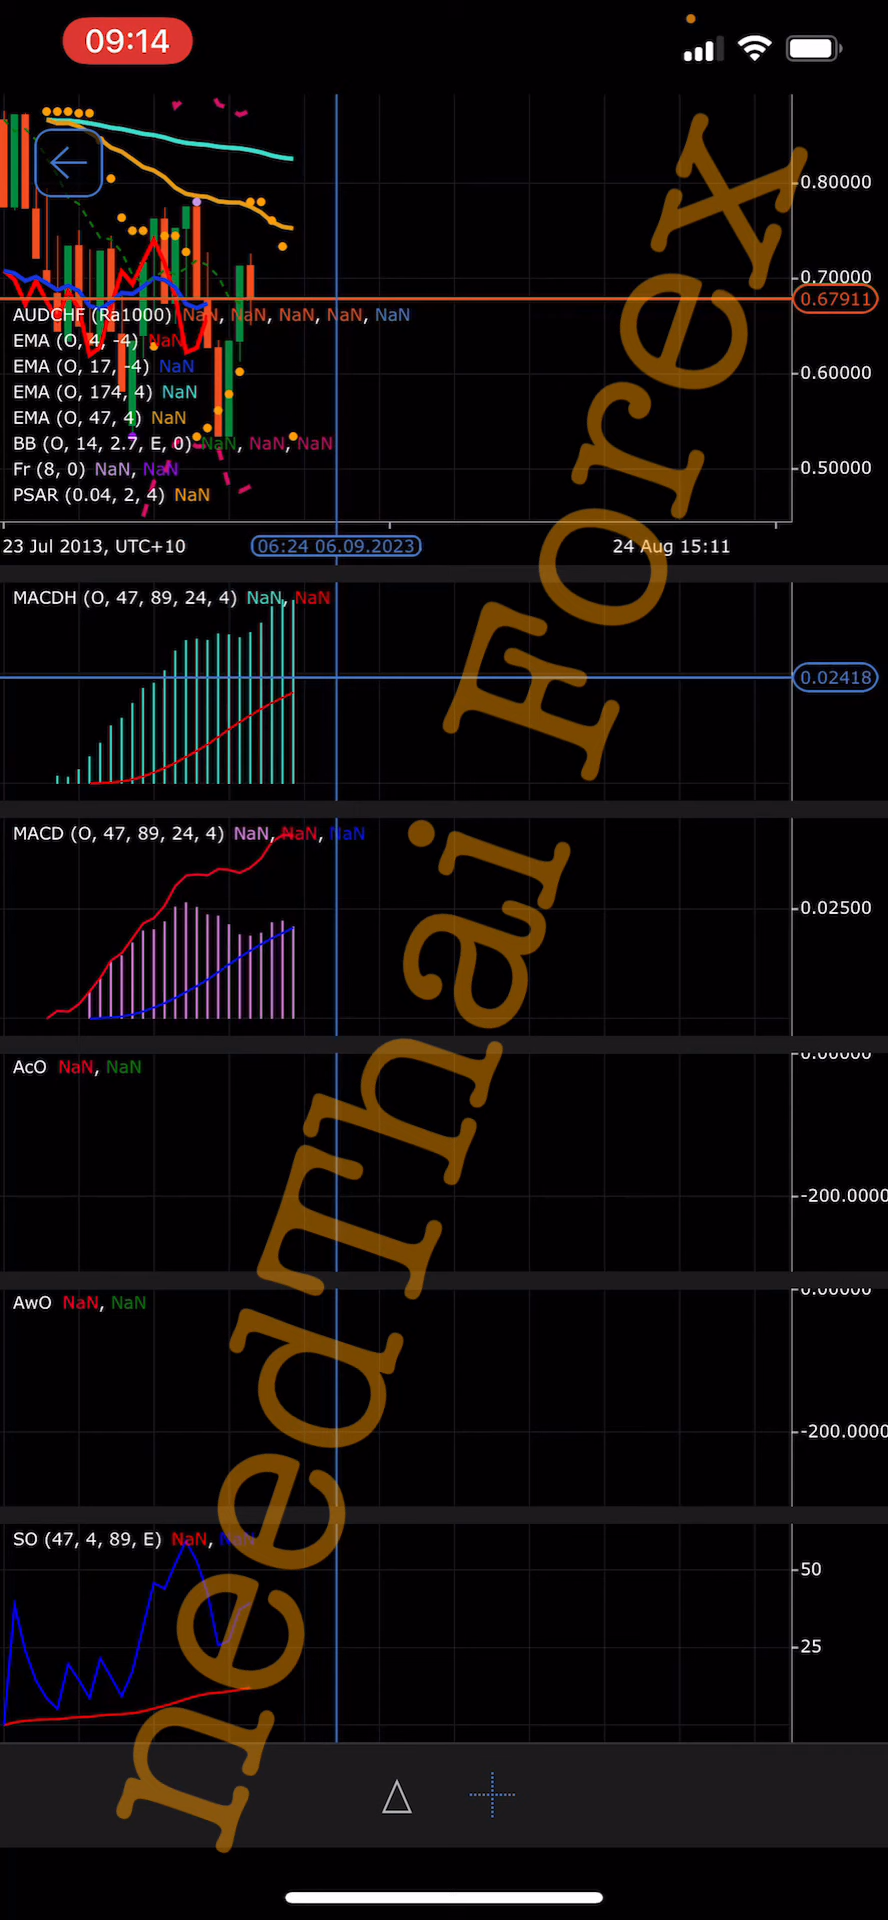 09:14
0.80000
0.70000
0.67911
AUDCHF (Ra1000) NaN, NaN, NaN, NaN, NaN
EMA (O, 4, -4) NaN
EMA (O, 17, -4) NaN
EMA (O, 174, 4) NaN
0.60000
EMA (O, 47, 4) NaN
BB (O, 14, 2.7, E, 0) NaN, NaN, NaN
Fr (8, 0) NaN, NaN
0.50000
PSAR (0.04, 2, 4) NaN
23 Jul 2013, UTC+10 06:24 06.09.2023 24 Aug 15:11
MACDH (O, 47, 89, 24, 4) NaN, NaN
0.02418
MACD (O, 47, 89, 24, 4) NaN, NaN, NaN
0.02500
AcO NaN, NaN
-200.0000
AwO NaN, NaN
-200.0000
SO (47, 4, 89, E) NaN, NaN
50
25
needThai Forex